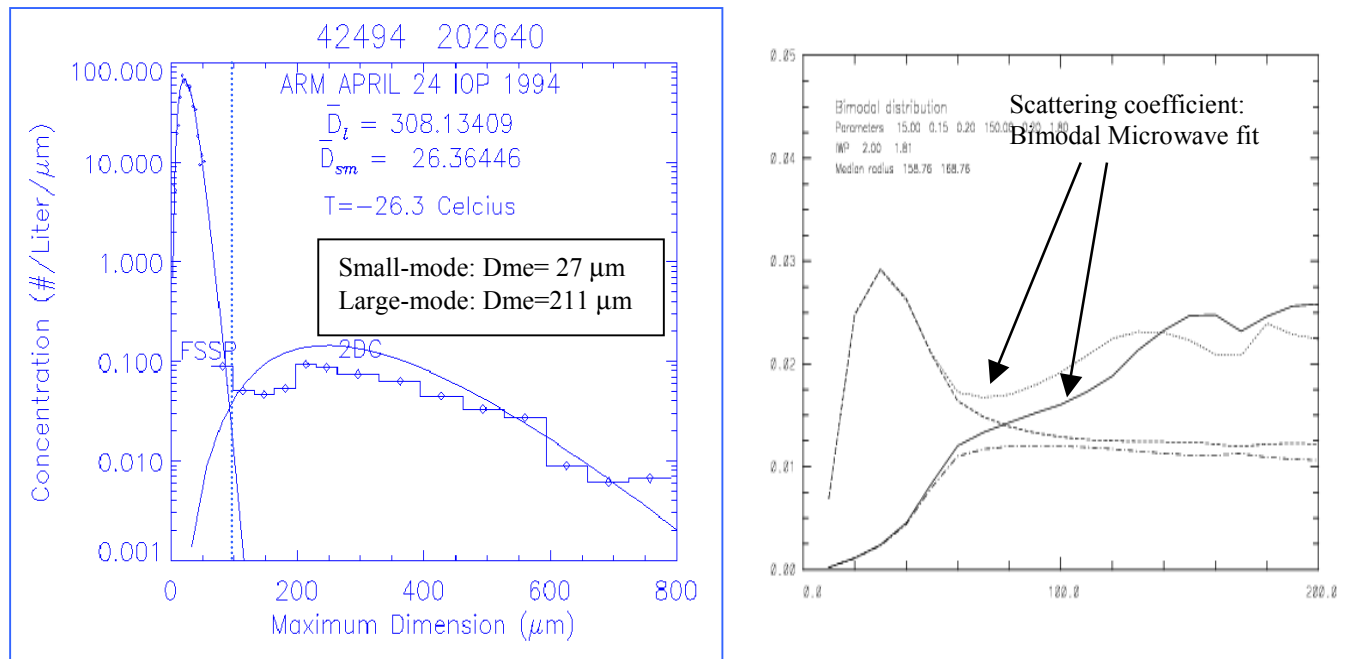 42494 202640
ARM APRIL 24 IOP 1994
D̅l = 308.13409
D̅sm = 26.36446
T=-26.3 Celcius
Small-mode: Dme= 27 µm
Large-mode: Dme=211 µm
FSSP
2DC
Concentration (#/Liter/µm)
100.000
10.000
1.000
0.100
0.010
0.001
0
200
400
600
800
Maximum Dimension (µm)
0.05
0.04
0.03
0.02
0.01
0.00
Bimodal distribution
Parameters 15.00 0.15 0.20 150.00 1.80
IWP 2.00 1.81
Median radius 158.76 168.76
Scattering coefficient:
Bimodal Microwave fit
0.0
100.0
200.0